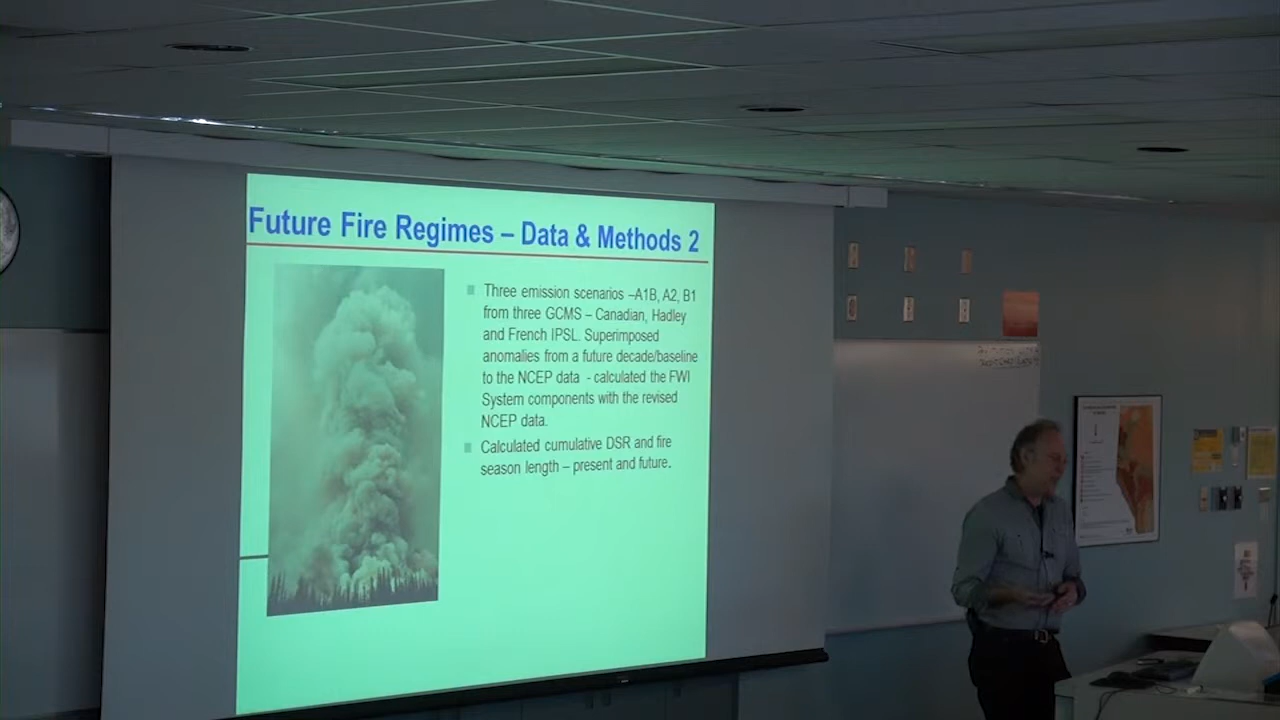 Future Fire Regimes – Data & Methods 2
Three emission scenarios –A1B, A2, B1
from three GCMS – Canadian, Hadley
and French IPSL. Superimposed
anomalies from a future decade/baseline
to the NCEP data - calculated the FWI
System components with the revised
NCEP data.
Calculated cumulative DSR and fire
season length – present and future.